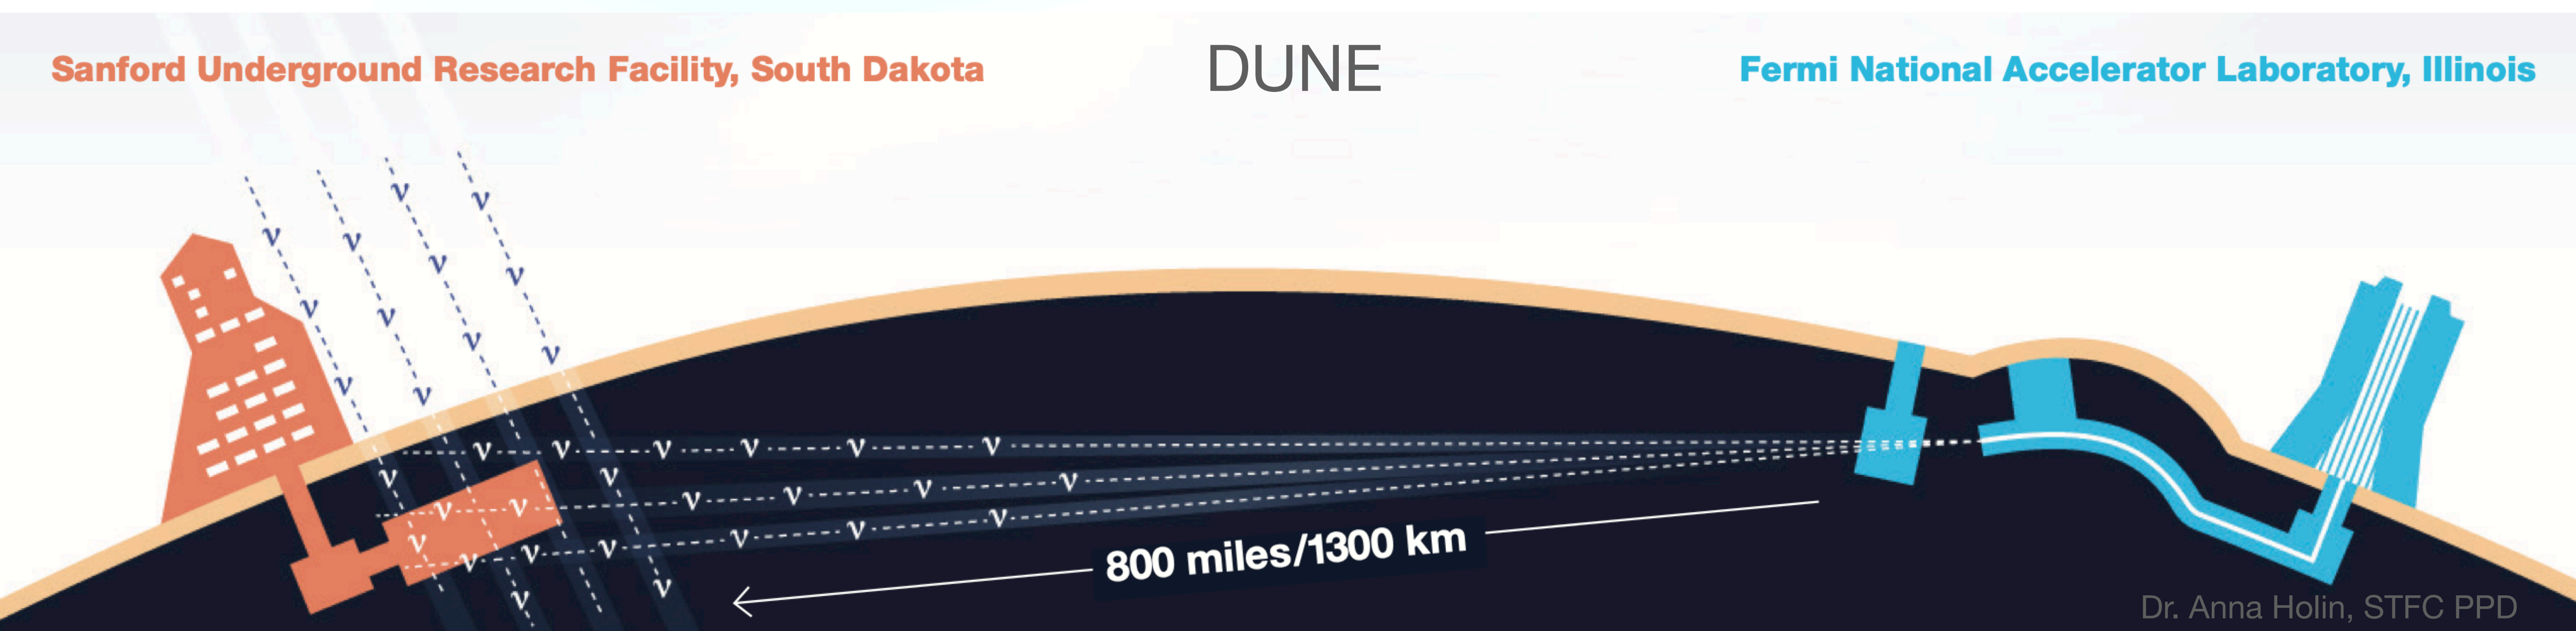 Sanford Underground Research Facility, South Dakota
DUNE
Fermi National Accelerator Laboratory, Illinois
ν ν ν ν
ν ν ν ν
ν ν ν ν
ν ν
ν ν ν ν ν ν
ν ν
ν ν ν ν ν ν
ν
ν ν ν ν ν ν
ν ν
800 miles/1300 km
Dr. Anna Holin, STFC PPD